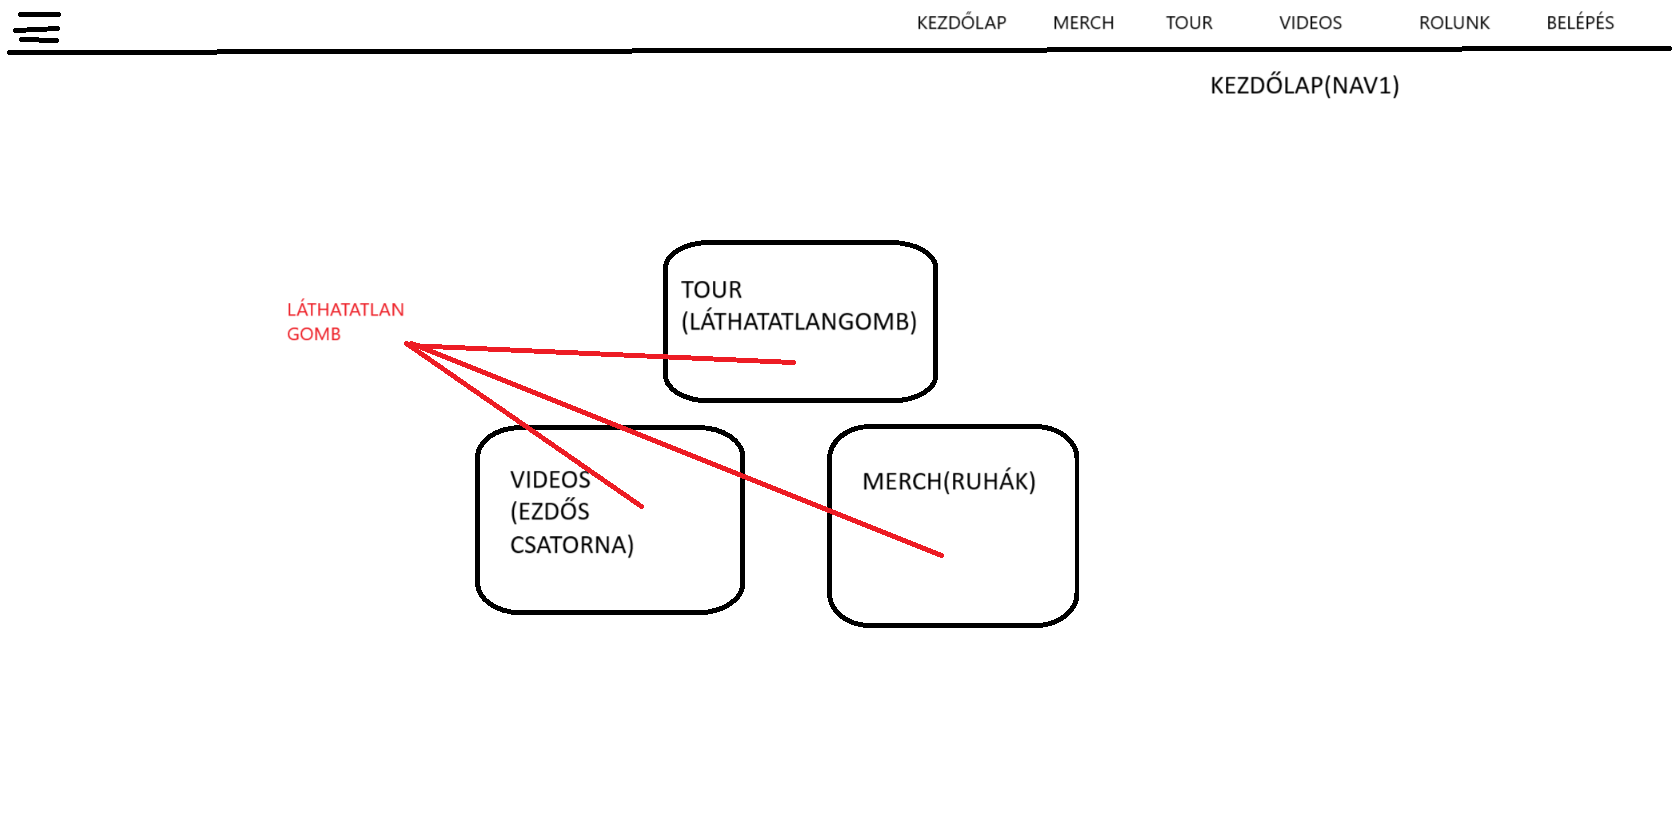 KEZDŐLAP MERCH TOUR VIDEOS ROLUNK BELÉPÉS
KEZDŐLAP(NAV1)
LÁTHATATLAN
GOMB
TOUR
(LÁTHATATLANGOMB)
VIDEOS
(EZDŐS
CSATORNA)
MERCH(RUHÁK)